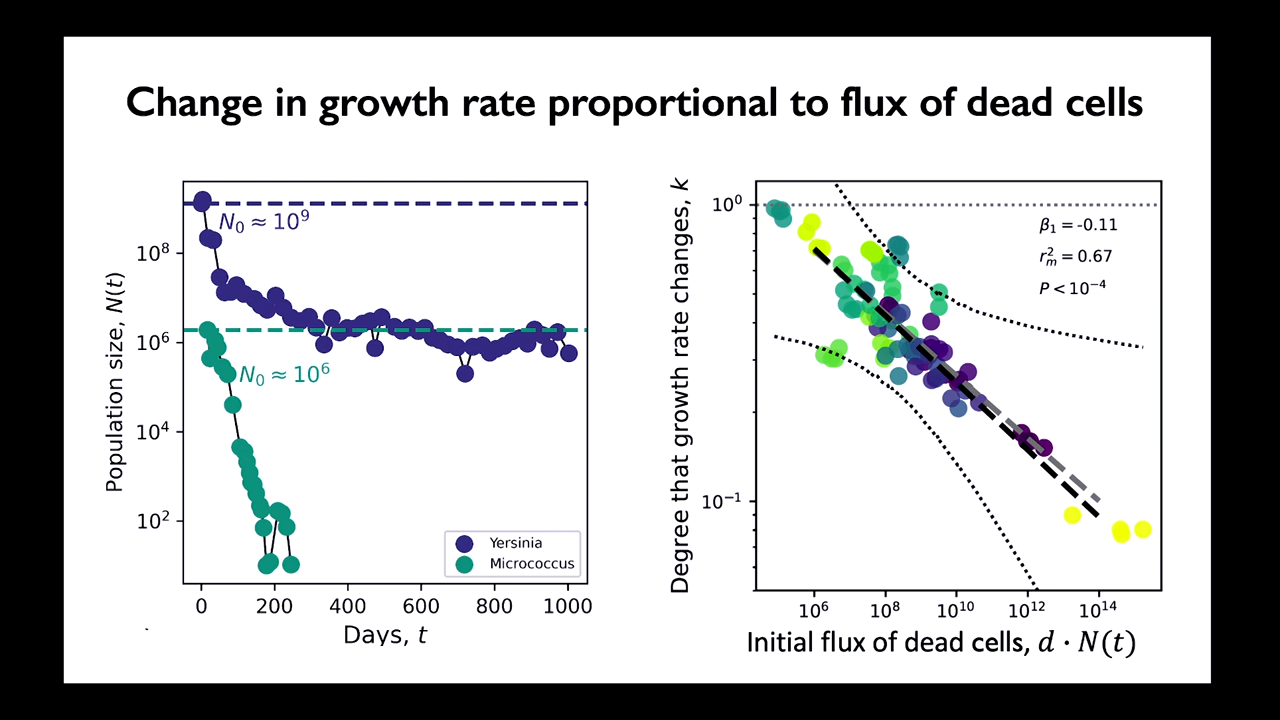 Change in growth rate proportional to flux of dead cells
Population size, N(t)
10⁸
10⁶
10⁴
10²
N₀ ≈ 10⁹
N₀ ≈ 10⁶
Yersinia
Micrococcus
0 200 400 600 800 1000
Days, t
Degree that growth rate changes, k
10⁰
10⁻¹
β₁ = -0.11
r²ₘ = 0.67
P < 10⁻⁴
10⁶ 10⁸ 10¹⁰ 10¹² 10¹⁴
Initial flux of dead cells, d · N(t)